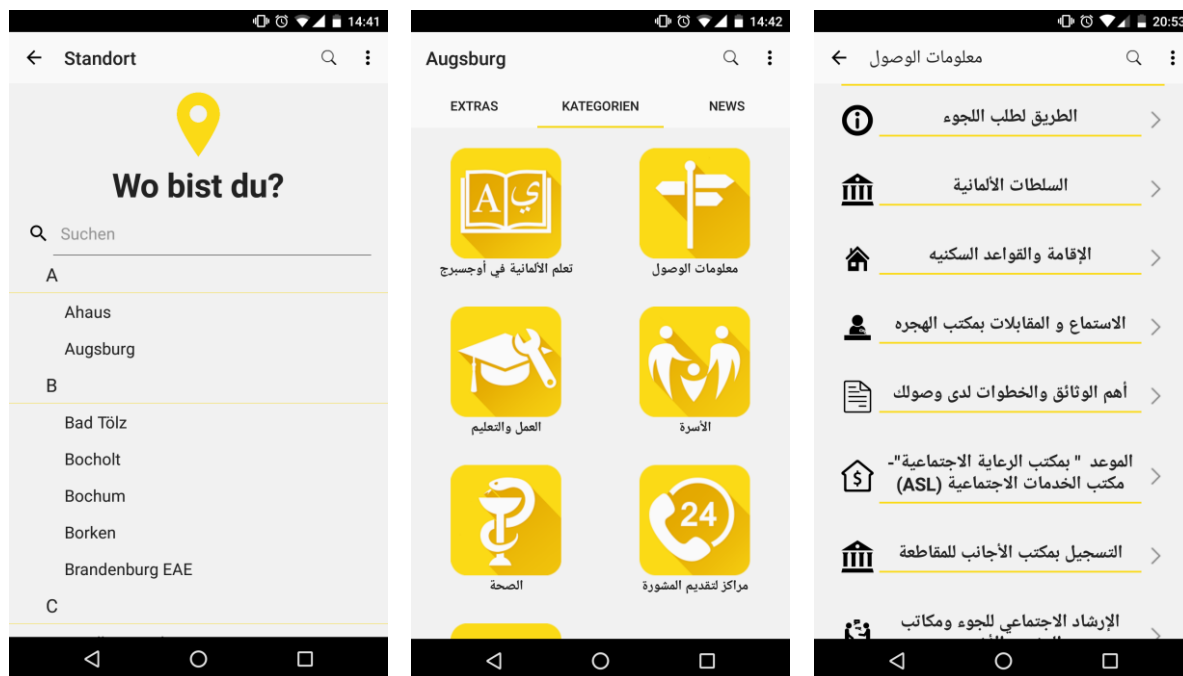 14:41
Standort
Wo bist du?
Suchen
A
Ahaus
Augsburg
B
Bad Tölz
Bocholt
Bochum
Borken
Brandenburg EAE
C
14:42
Augsburg
EXTRAS
KATEGORIEN
NEWS
A ي
تعلم الألمانية في أوجسبرج
معلومات الوصول
العمل والتعليم
الأسرة
24
الصحة
مراكز لتقديم المشورة
20:53
معلومات الوصول
الطريق لطلب اللجوء
السلطات الألمانية
الإقامة والقواعد السكنيه
الاستماع و المقابلات بمكتب الهجره
أهم الوثائق والخطوات لدى وصولك
الموعد " بمكتب الرعاية الاجتماعية"-
مكتب الخدمات الاجتماعية (ASL)
التسجيل بمكتب الأجانب للمقاطعة
الإرشاد الاجتماعي للجوء ومكاتب